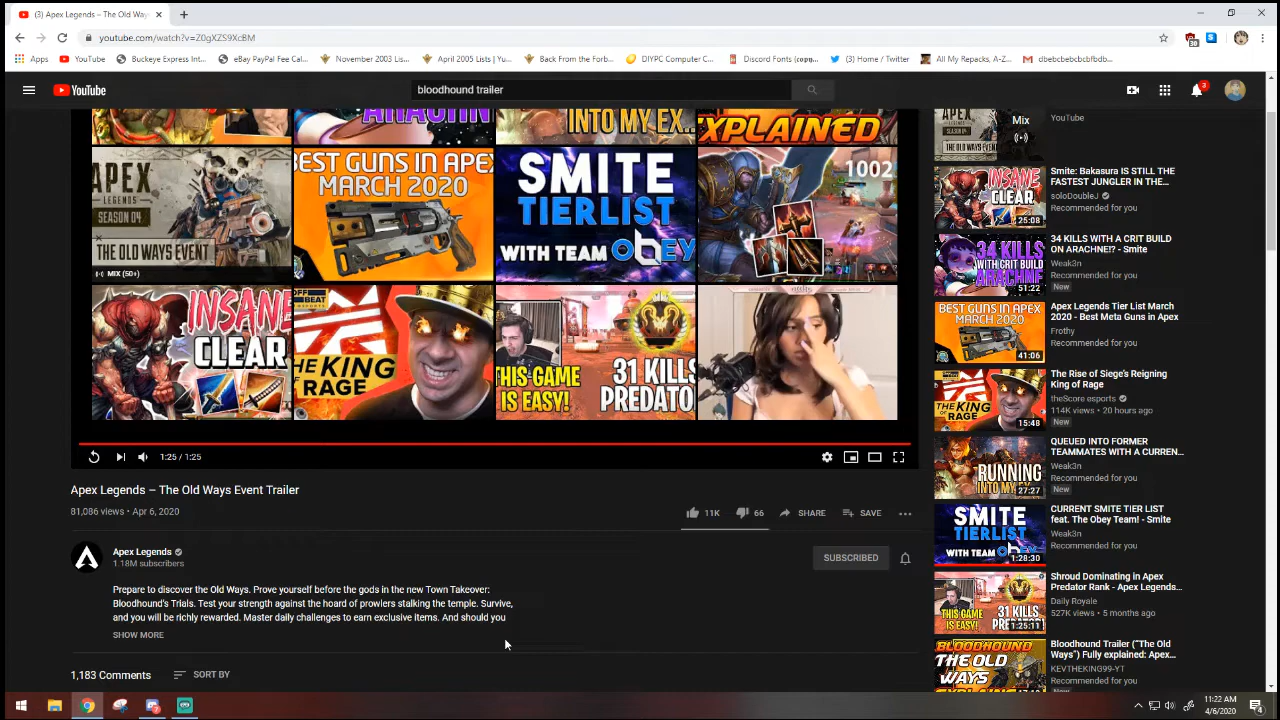 (3) Apex Legends – The Old Way
youtube.com/watch?v=Z0gXZS9XcBM
30
Apps
YouTube
Buckeye Express Int...
eBay PayPal Fee Cal...
November 2003 Lis...
April 2005 Lists | Yu...
Back From the Forb...
DIYPC Computer C...
Discord Fonts
(3) Home / Twitter
All My Repacks, A-Z...
dbebcbebcbcbfbdb...
YouTube
bloodhound trailer
3
INTO MY EX..
EXPLAINED
APEX
LEGENDS
SEASON 04
THE OLD WAYS EVENT
MIX (50+)
BEST GUNS IN APEX
MARCH 2020
SMITE
TIERLIST
WITH TEAM OBEY
1002
INSANE
CLEAR
OFF
BEAT
THE KING
OF RAGE
THIS GAME
IS EASY!
31 KILLS
PREDATOR
1:25 / 1:25
Apex Legends – The Old Ways Event Trailer
81,086 views • Apr 6, 2020
11K
66
SHARE
SAVE
Apex Legends
1.18M subscribers
SUBSCRIBED
Prepare to discover the Old Ways. Prove yourself before the gods in the new Town Takeover:
Bloodhound's Trials. Test your strength against the hoard of prowlers stalking the temple. Survive,
and you will be richly rewarded. Master daily challenges to earn exclusive items. And should you
SHOW MORE
1,183 Comments
SORT BY
Mix
YouTube
INSANE
CLEAR
25:08
Smite: Bakasura IS STILL THE
FASTEST JUNGLER IN THE...
soloDoubleJ
Recommended for you
34 KILLS
WITH CRIT BUILD
ARACHNE
51:22
34 KILLS WITH A CRIT BUILD
ON ARACHNE!? - Smite
Weak3n
Recommended for you
New
BEST GUNS IN APEX
MARCH 2020
41:06
Apex Legends Tier List March
2020 - Best Meta Guns in Apex
Frothy
Recommended for you
THE KING
OF RAGE
15:48
The Rise of Siege's Reigning
King of Rage
theScore esports
114K views • 20 hours ago
New
RUNNING
INTO MY EX
27:27
QUEUED INTO FORMER
TEAMMATES WITH A CURREN...
Weak3n
Recommended for you
New
SMITE
TIERLIST
WITH TEAM
1:28:30
CURRENT SMITE TIER LIST
feat. The Obey Team! - Smite
Weak3n
Recommended for you
THIS GAME
IS EASY!
31 KILLS
1:25:11
Shroud Dominating in Apex
Predator Rank - Apex Legends...
Daily Royale
527K views • 5 months ago
BLOODHOUND
THE OLD
WAYS
Bloodhound Trailer ("The Old
Ways") Fully explained: Apex...
KEVTHEKING99-YT
Recommended for you
11:22 AM
4/6/2020
4